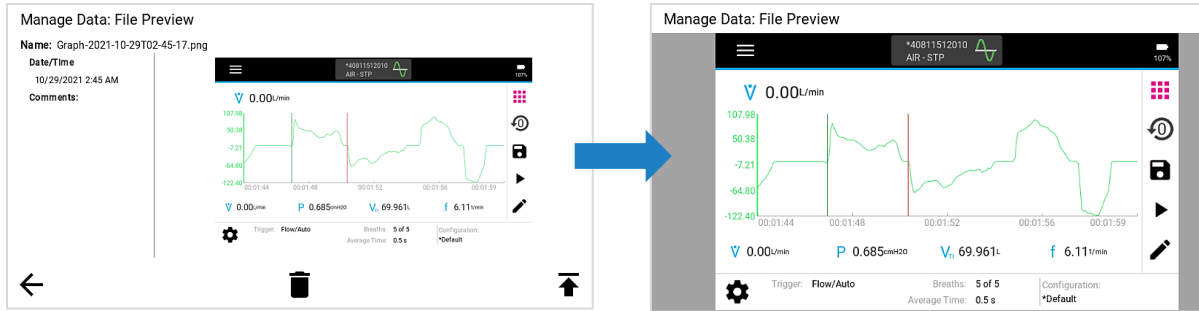 Manage Data: File Preview
Name: Graph-2021-10-29T02-45-17.png
Date/Time
10/29/2021 2:45 AM
Comments:
*40811512010
AIR - STP
107%
V̇ 0.00L/min
107.98
50.38
-7.21
-64.80
-122.40
00:01:44 00:01:48 00:01:52 00:01:56 00:01:59
0
V̇ 0.00L/min P 0.685cmH2O VTI 69.961L f 6.111/min
Trigger: Flow/Auto Breaths: 5 of 5 Configuration:
Average Time: 0.5 s *Default
Manage Data: File Preview
*40811512010
AIR - STP
107%
V̇ 0.00L/min
107.98
50.38
-7.21
-64.80
-122.40
00:01:44 00:01:48 00:01:52 00:01:56 00:01:59
0
V̇ 0.00L/min P 0.685cmH2O VTI 69.961L f 6.111/min
Trigger: Flow/Auto Breaths: 5 of 5 Configuration:
Average Time: 0.5 s *Default